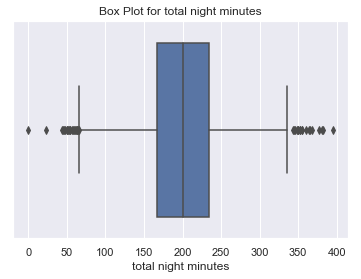 Box Plot for total night minutes
0 50 100 150 200 250 300 350 400
total night minutes